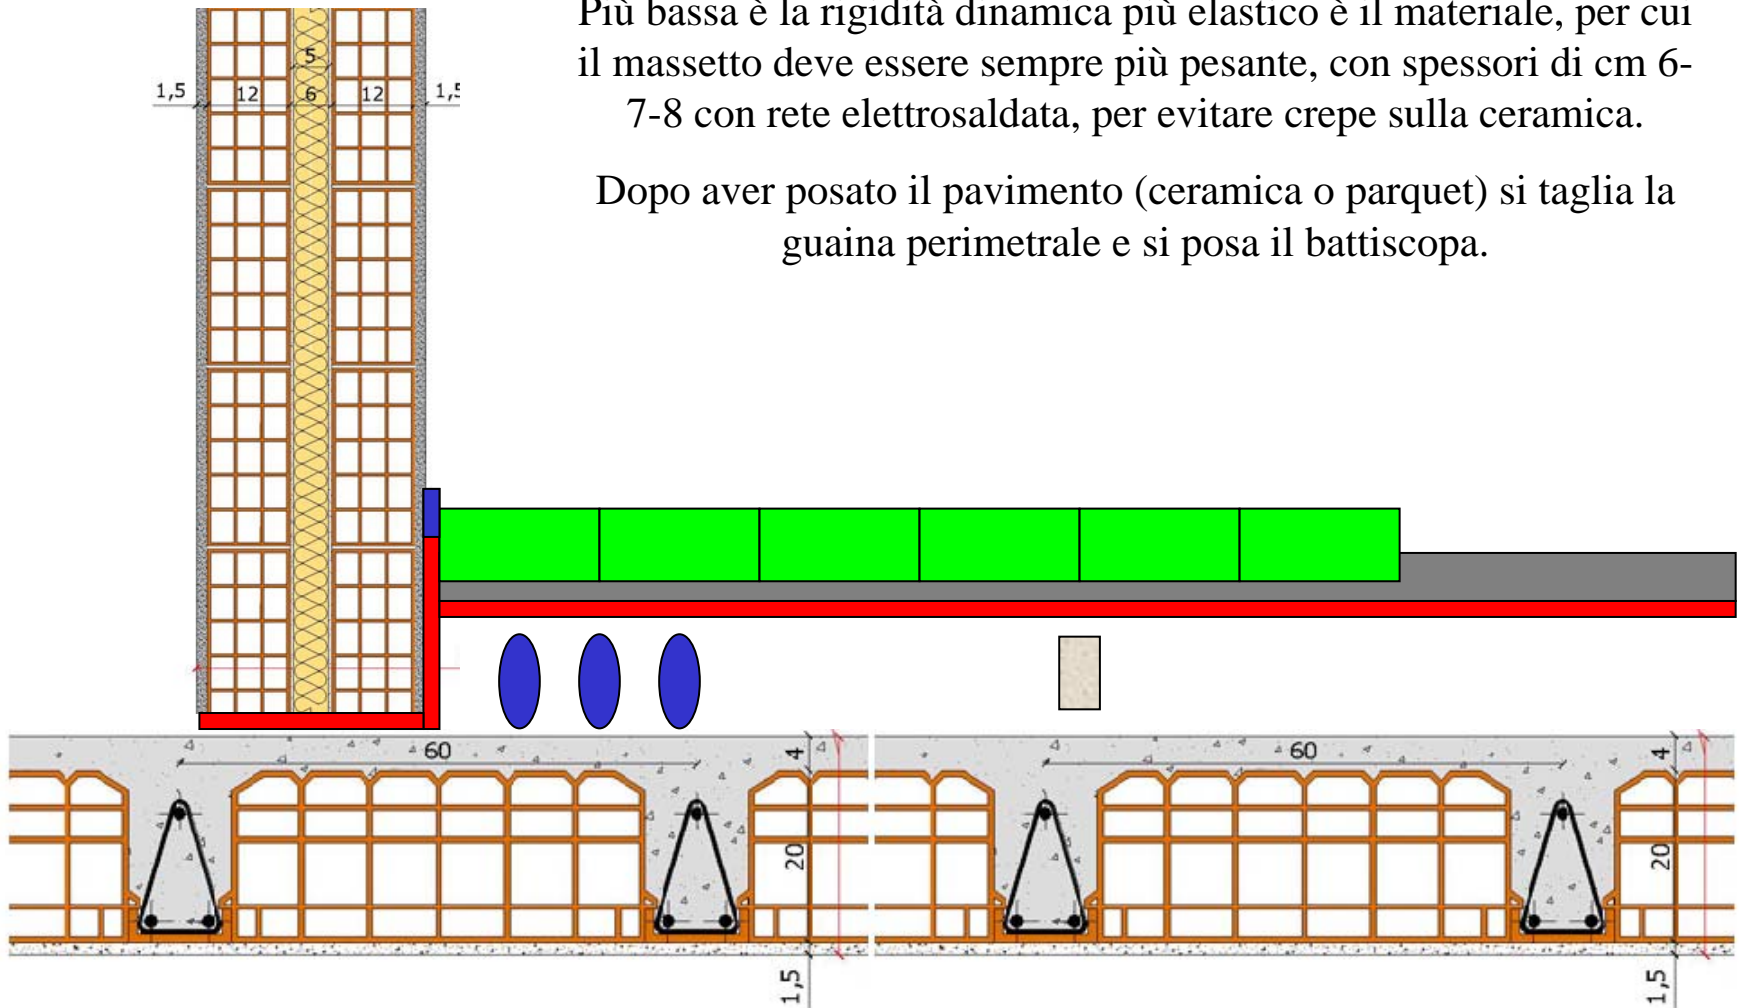 Più bassa è la rigidità dinamica più elastico è il materiale, per cui
il massetto deve essere sempre più pesante, con spessori di cm 6-
7-8 con rete elettrosaldata, per evitare crepe sulla ceramica.
Dopo aver posato il pavimento (ceramica o parquet) si taglia la
guaina perimetrale e si posa il battiscopa.
5
1,5 12 6 12 1,5
60 4 60 4
20 20
1,5 1,5